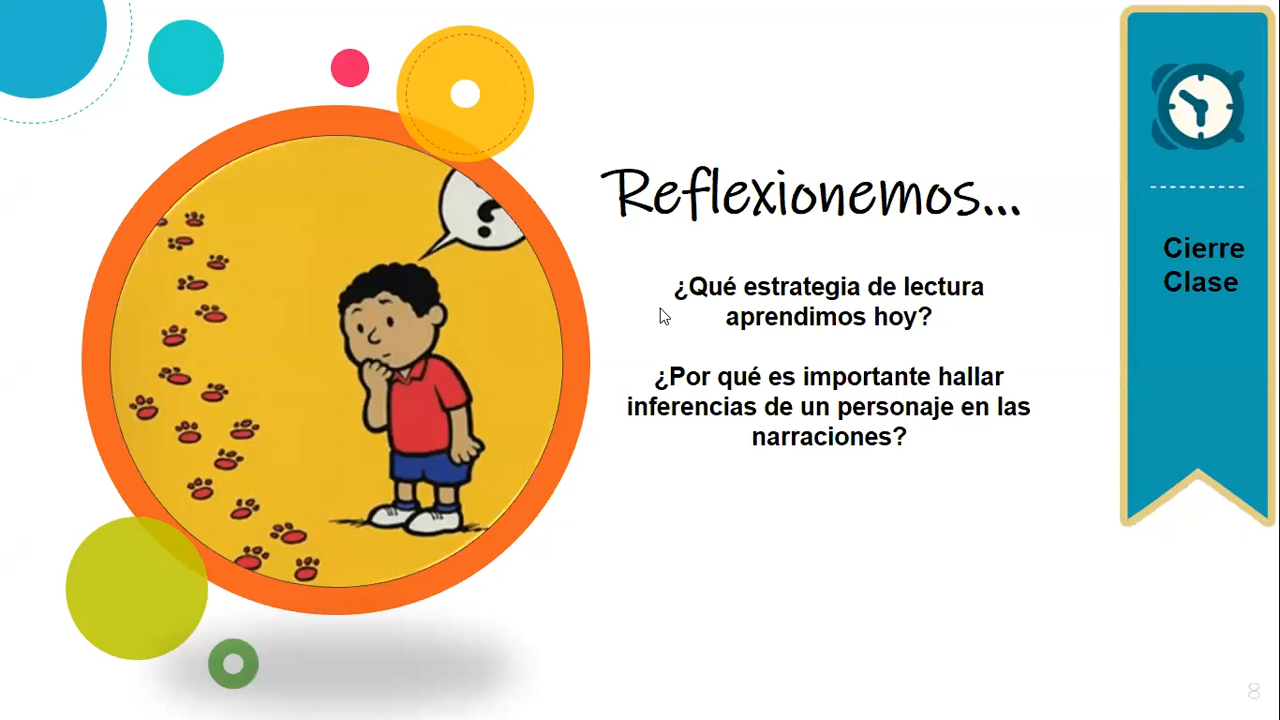 Reflexionemos...
¿Qué estrategia de lectura
aprendimos hoy?
¿Por qué es importante hallar
inferencias de un personaje en las
narraciones?
Cierre
Clase
?
8